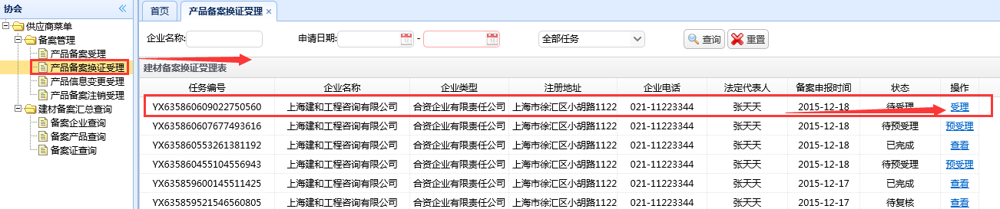 协会
供应商菜单
备案管理
产品备案受理
产品备案换证受理
产品信息变更受理
产品备案注销受理
建材备案汇总查询
备案企业查询
备案产品查询
备案证查询
首页 产品备案换证受理
企业名称: 申请日期: - 全部任务 查询 重置
建材备案换证受理表
任务编号 企业名称 企业类型 注册地址 企业电话 法定代表人 备案申报时间 状态 操作
YX635860609022750560 上海建和工程咨询有限公司 合资企业有限责任公司 上海市徐汇区小胡路1122 021-11223344 张天天 2015-12-18 待受理 受理
YX635860607677493616 上海建和工程咨询有限公司 合资企业有限责任公司 上海市徐汇区小胡路1122 021-11223344 张天天 2015-12-18 待预受理 预受理
YX635860553261381192 上海建和工程咨询有限公司 合资企业有限责任公司 上海市徐汇区小胡路1122 021-11223344 张天天 2015-12-18 已完成 查看
YX635860455104556943 上海建和工程咨询有限公司 合资企业有限责任公司 上海市徐汇区小胡路1122 021-11223344 张天天 2015-12-18 待预受理 预受理
YX635859600145511425 上海建和工程咨询有限公司 合资企业有限责任公司 上海市徐汇区小胡路1122 021-11223344 张天天 2015-12-17 已完成 查看
YX635859521546560805 上海建和工程咨询有限公司 合资企业有限责任公司 上海市徐汇区小胡路1122 021-11223344 张天天 2015-12-17 待复核 查看